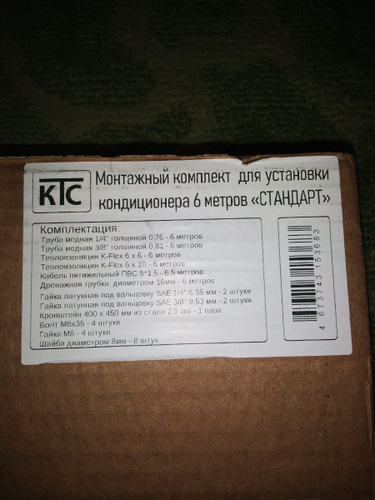 КТС
Монтажный комплект для установки
кондиционера 6 метров «СТАНДАРТ»
Комплектация:
Труба медная 1/4" толщиной 0,76 - 6 метров
Труба медная 3/8" толщиной 0,81 - 6 метров
Теплоизоляция K-Flex 6 x 6 - 6 метров
Теплоизоляция K-Flex 6 x 10 - 6 метров
Кабель пятижильный ПВС 5*1.5 - 6.5 метров
Дренажная трубка диаметром 16мм - 6 метров
Гайка латунная под вальцовку SAE 1/4" 6,35 мм - 2 штуки
Гайка латунная под вальцовку SAE 3/8" 9,53 мм - 2 штуки
Кронштейн 400 х 450 мм из стали 2,0 мм - 1 пара
Болт М8х35 - 4 штуки
Гайка М8 - 4 штуки
Шайба диаметром 8мм - 8 штук
4 673743 753683